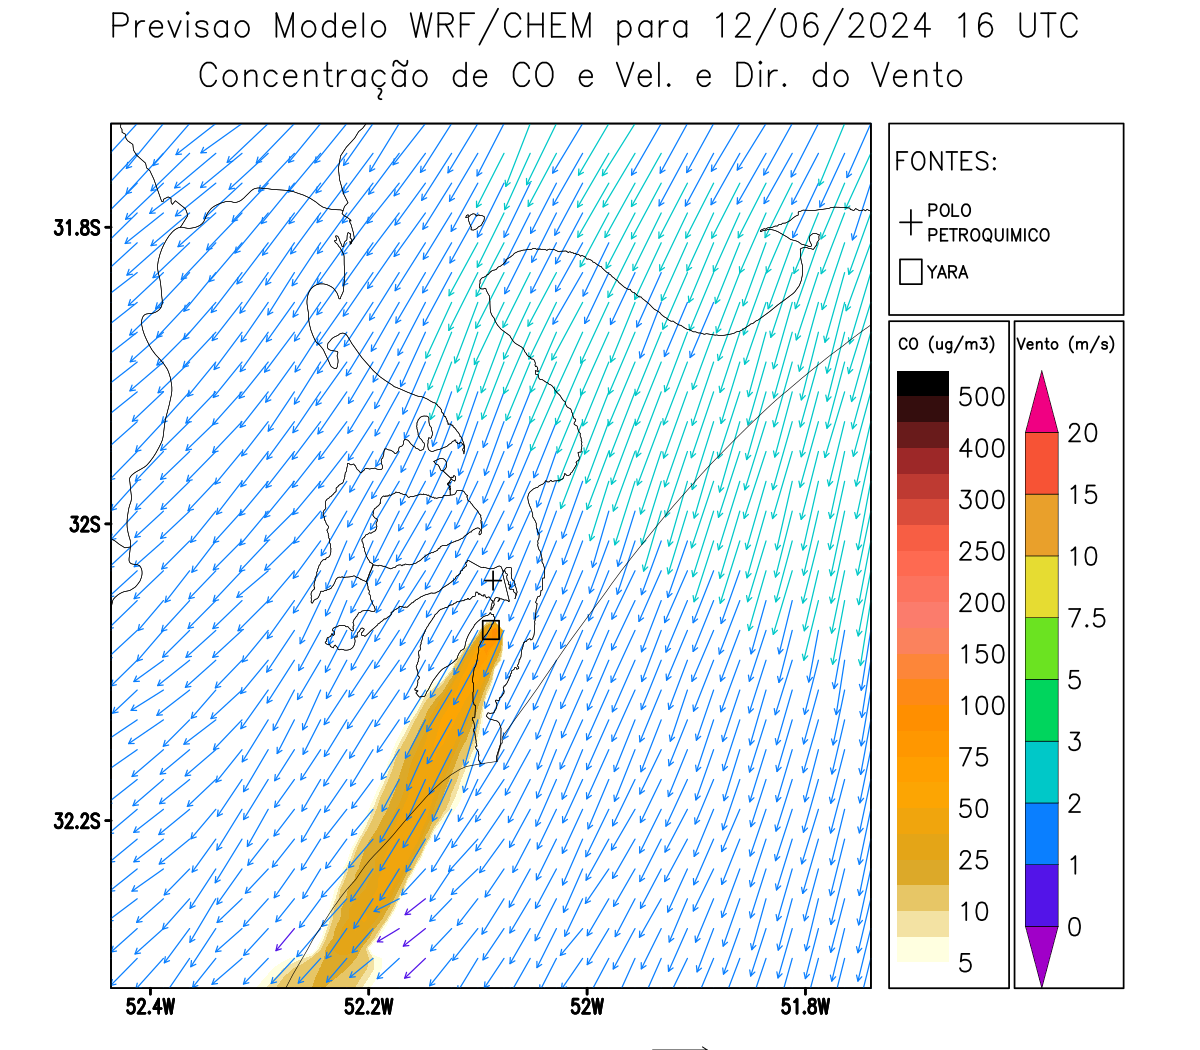 Previsao Modelo WRF/CHEM para 12/06/2024 16 UTC
Concentração de CO e Vel. e Dir. do Vento
FONTES:
POLO
PETROQUIMICO
YARA
31.8S
32S
32.2S
52.4W
52.2W
52W
51.8W
CO (ug/m3)
500
400
300
250
200
150
100
75
50
25
10
5
Vento (m/s)
20
15
10
7.5
5
3
2
1
0